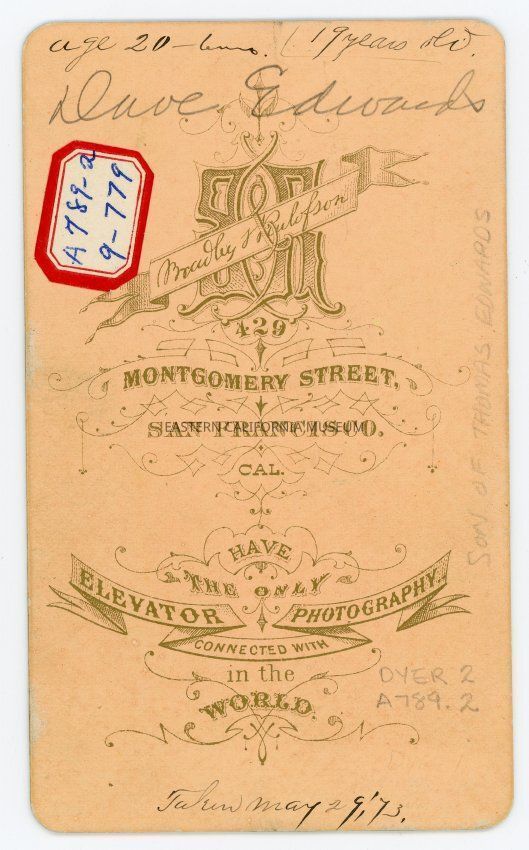 age 20 - 19 years old.
Dave Edwards
A789-2
9-779
Bradley & Rulofson
429
MONTGOMERY STREET,
SAN FRANCISCO.
EASTERN CALIFORNIA MUSEUM
CAL.
HAVE
THE ONLY
ELEVATOR PHOTOGRAPHY.
CONNECTED WITH
in the
WORLD.
SON OF THOMAS EDWARDS
DYER 2
A789.2
Taken May 29, '73.